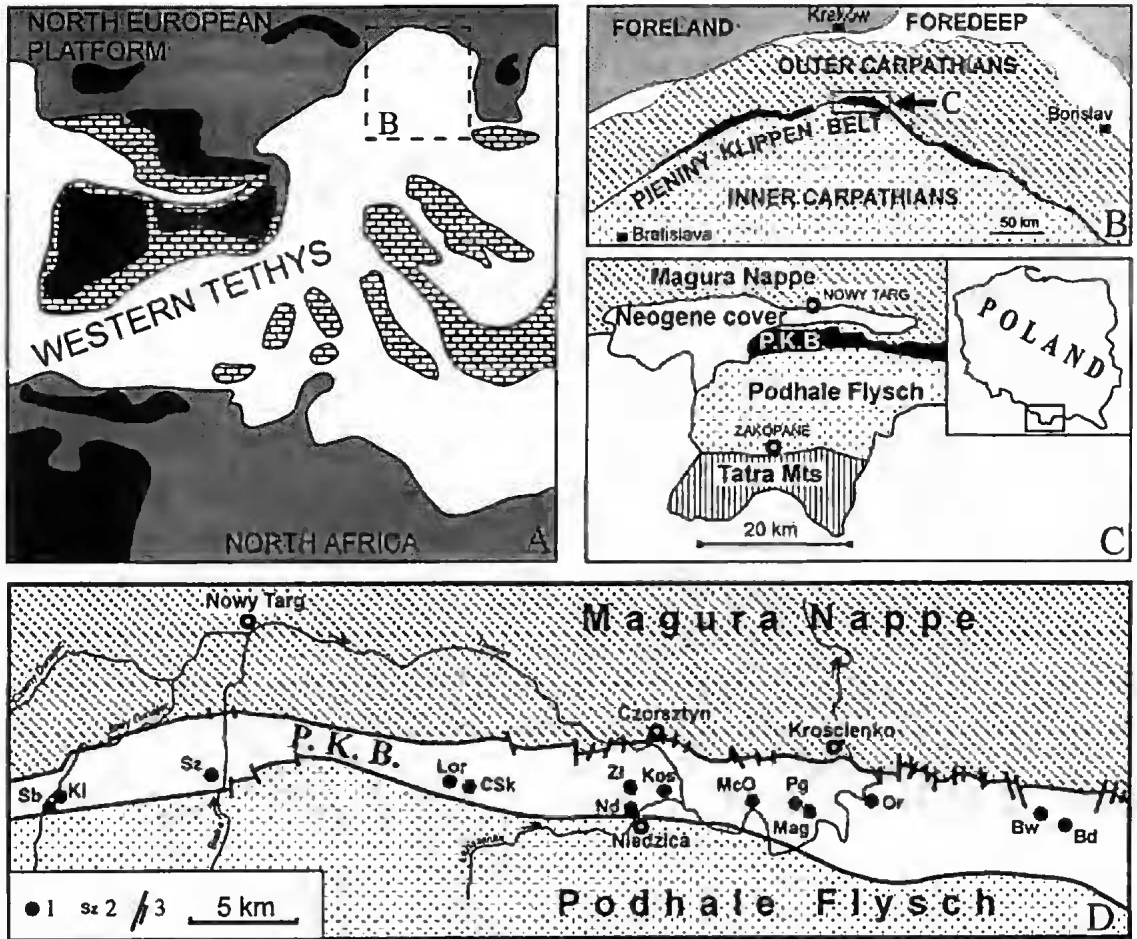 NORTH EUROPEAN
PLATFORM
B
WESTERN TETHYS
NORTH AFRICA
A
FORELAND
Kraków
FOREDEEP
OUTER CARPATHIANS
C
Borislav
PIENINY KLIPPEN BELT
INNER CARPATHIANS
Bratislava
50 km
B
Magura Nappe
NOWY TARG
Neogene cover
P.K.B
Podhale Flysch
ZAKOPANE
Tatra Mts
20 km
POLAND
C
Nowy Targ
Magura Nappe
Czorsztyn
Krościenko
P. K. B.
Sz
Lor
CSk
Zl
Kos
McO
Pg
Or
Sb
Kl
Nd
Mag
Bw
Bd
Niedzica
1
Sz 2
3
5 km
Podhale Flysch
D